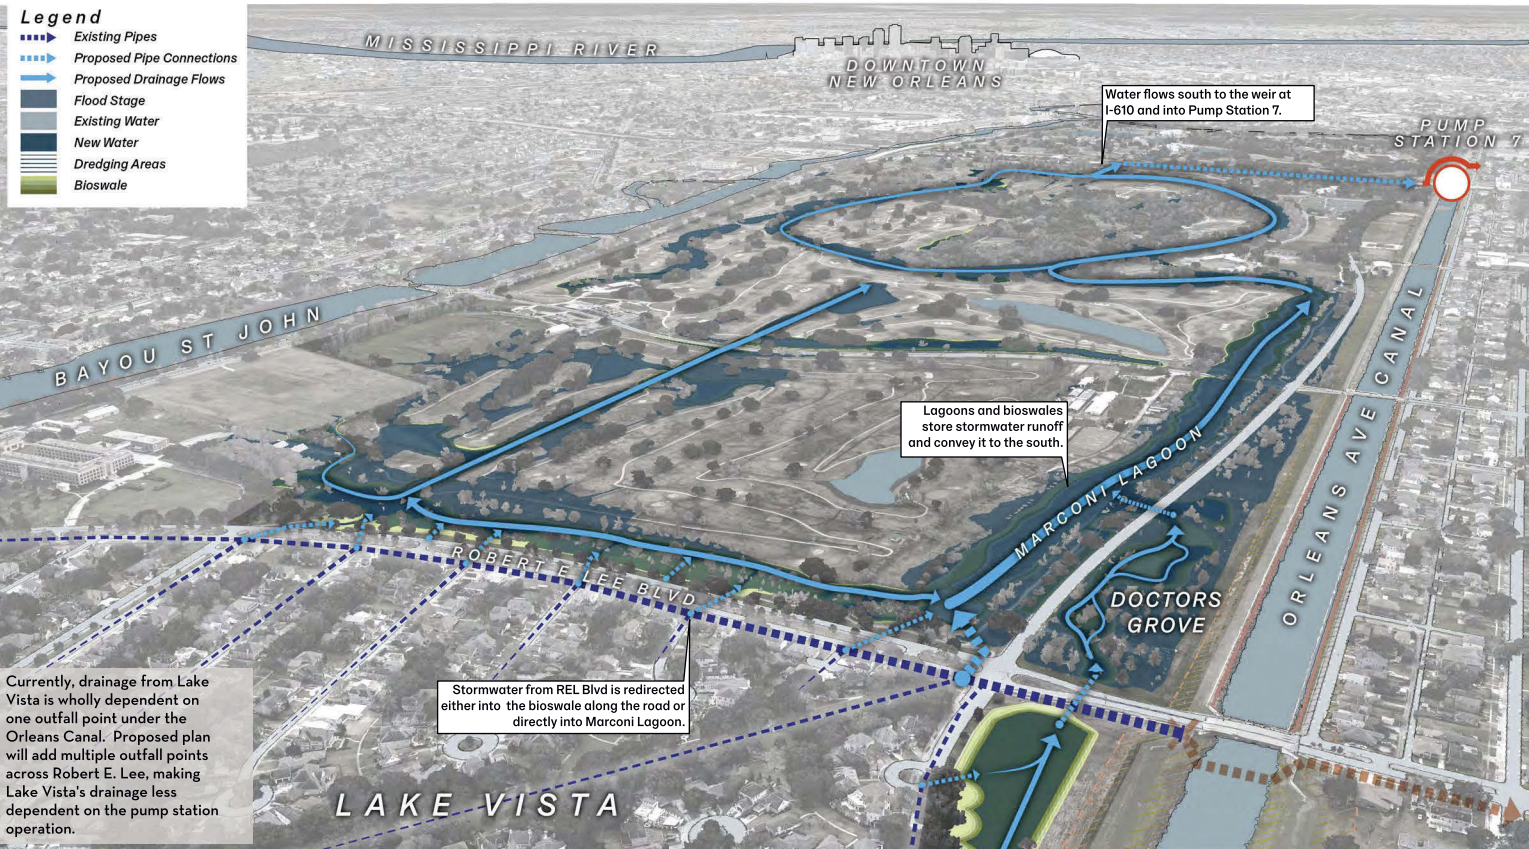 Legend
Existing Pipes
Proposed Pipe Connections
Proposed Drainage Flows
Flood Stage
Existing Water
New Water
Dredging Areas
Bioswale
MISSISSIPPI RIVER
DOWNTOWN
NEW ORLEANS
Water flows south to the weir at
I-610 and into Pump Station 7.
PUMP
STATION 7
BAYOU ST JOHN
ORLEANS AVE CANAL
Lagoons and bioswales
store stormwater runoff
and convey it to the south.
MARCONI LAGOON
ROBERT E LEE BLVD
DOCTORS
GROVE
Stormwater from REL Blvd is redirected
either into the bioswale along the road or
directly into Marconi Lagoon.
Currently, drainage from Lake
Vista is wholly dependent on
one outfall point under the
Orleans Canal. Proposed plan
will add multiple outfall points
across Robert E. Lee, making
Lake Vista's drainage less
dependent on the pump station
operation.
LAKE VISTA